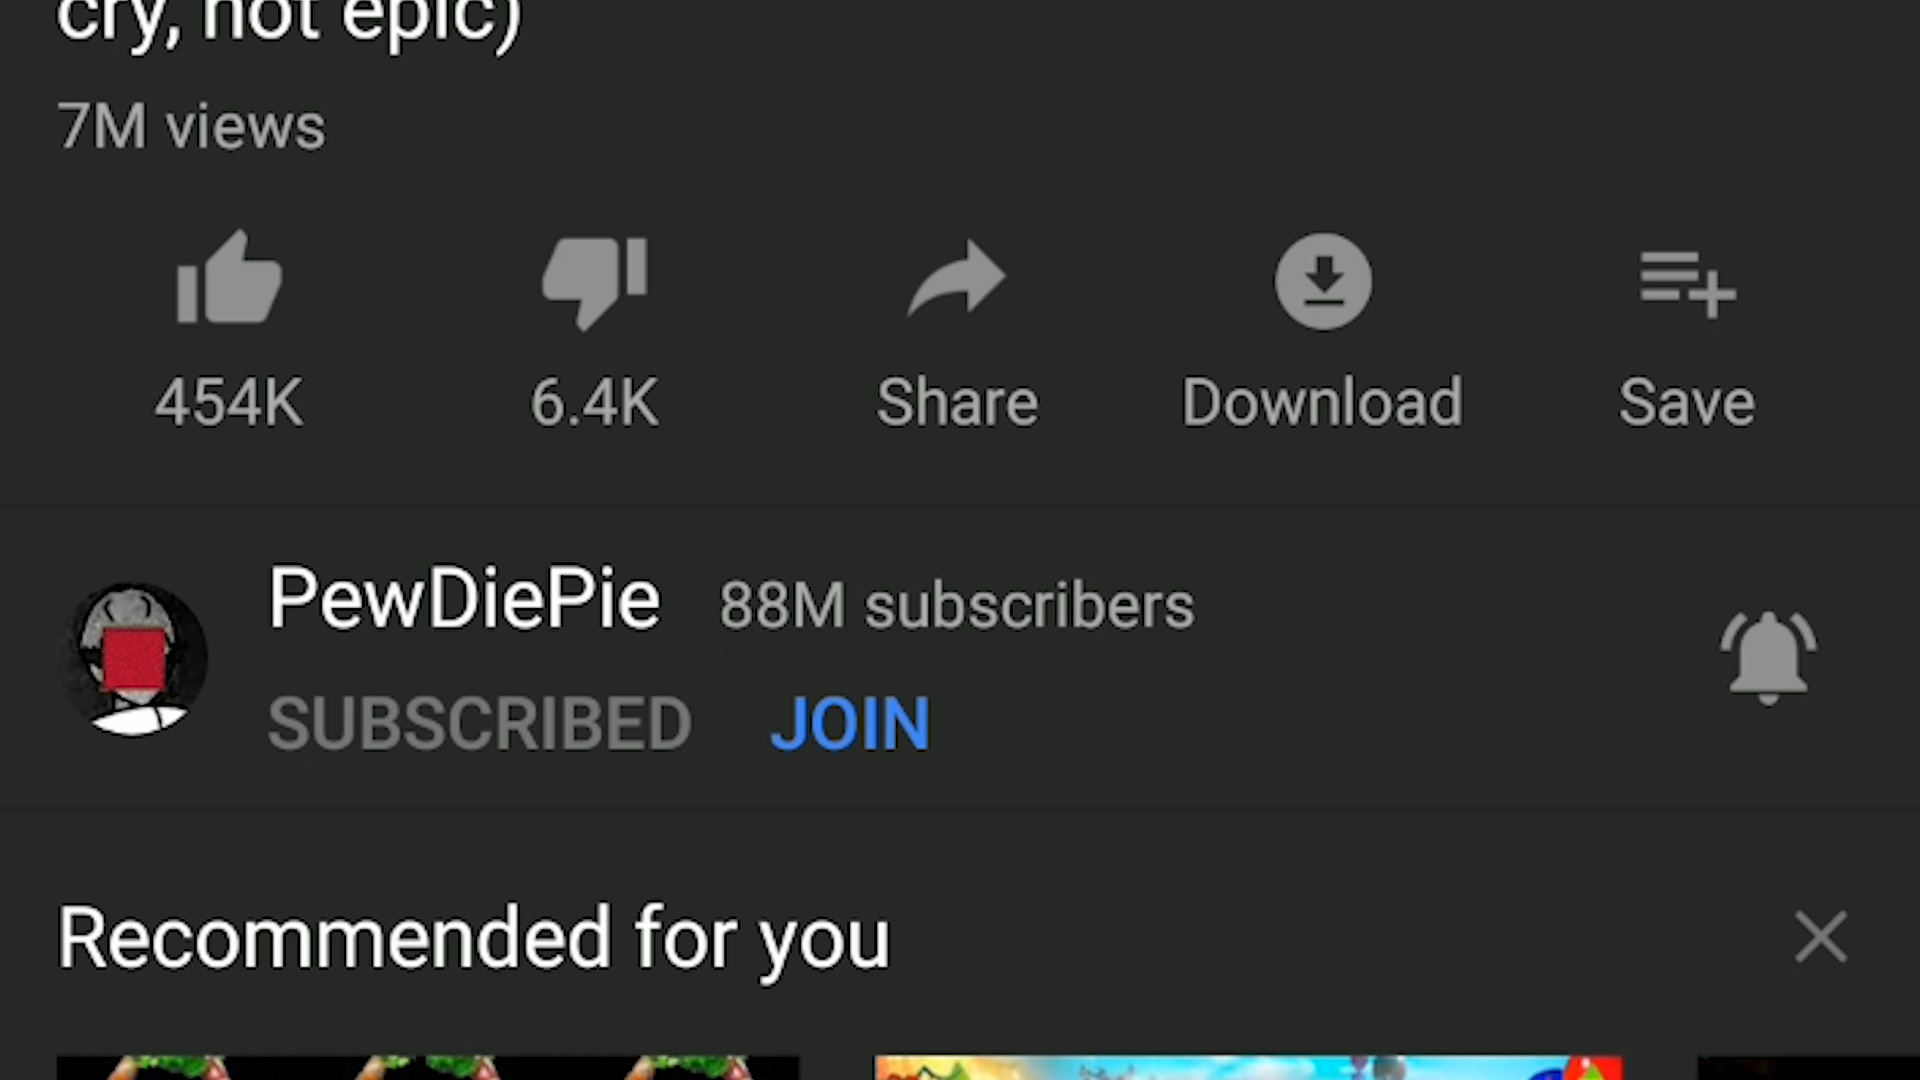 cry, not epic)
7M views
454K
6.4K
Share
Download
Save
PewDiePie 88M subscribers
SUBSCRIBED JOIN
Recommended for you